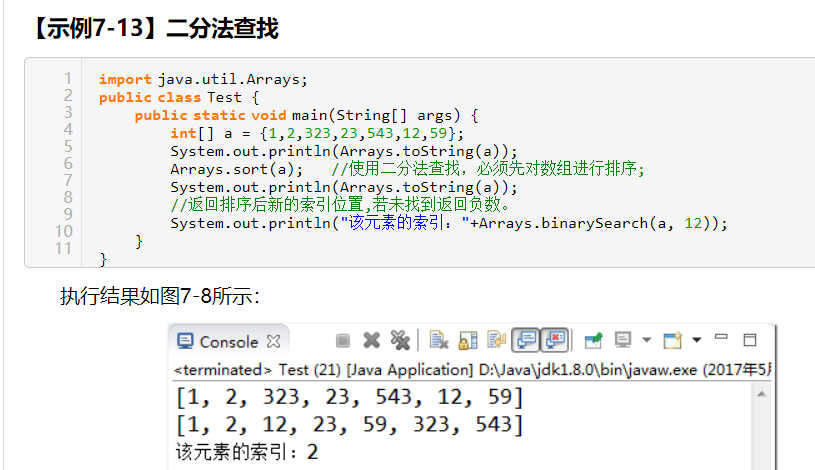 【示例7-13】二分法查找
1 import java.util.Arrays;
2 public class Test {
3 public static void main(String[] args) {
4 int[] a = {1,2,323,23,543,12,59};
5 System.out.println(Arrays.toString(a));
6 Arrays.sort(a);   //使用二分法查找，必须先对数组进行排序;
7 System.out.println(Arrays.toString(a));
8 //返回排序后新的索引位置,若未找到返回负数。
9 System.out.println("该元素的索引："+Arrays.binarySearch(a, 12));
10 }
11 }
执行结果如图7-8所示：
Console
<terminated> Test (21) [Java Application] D:\Java\jdk1.8.0\bin\javaw.exe (2017年5
[1, 2, 323, 23, 543, 12, 59]
[1, 2, 12, 23, 59, 323, 543]
该元素的索引：2